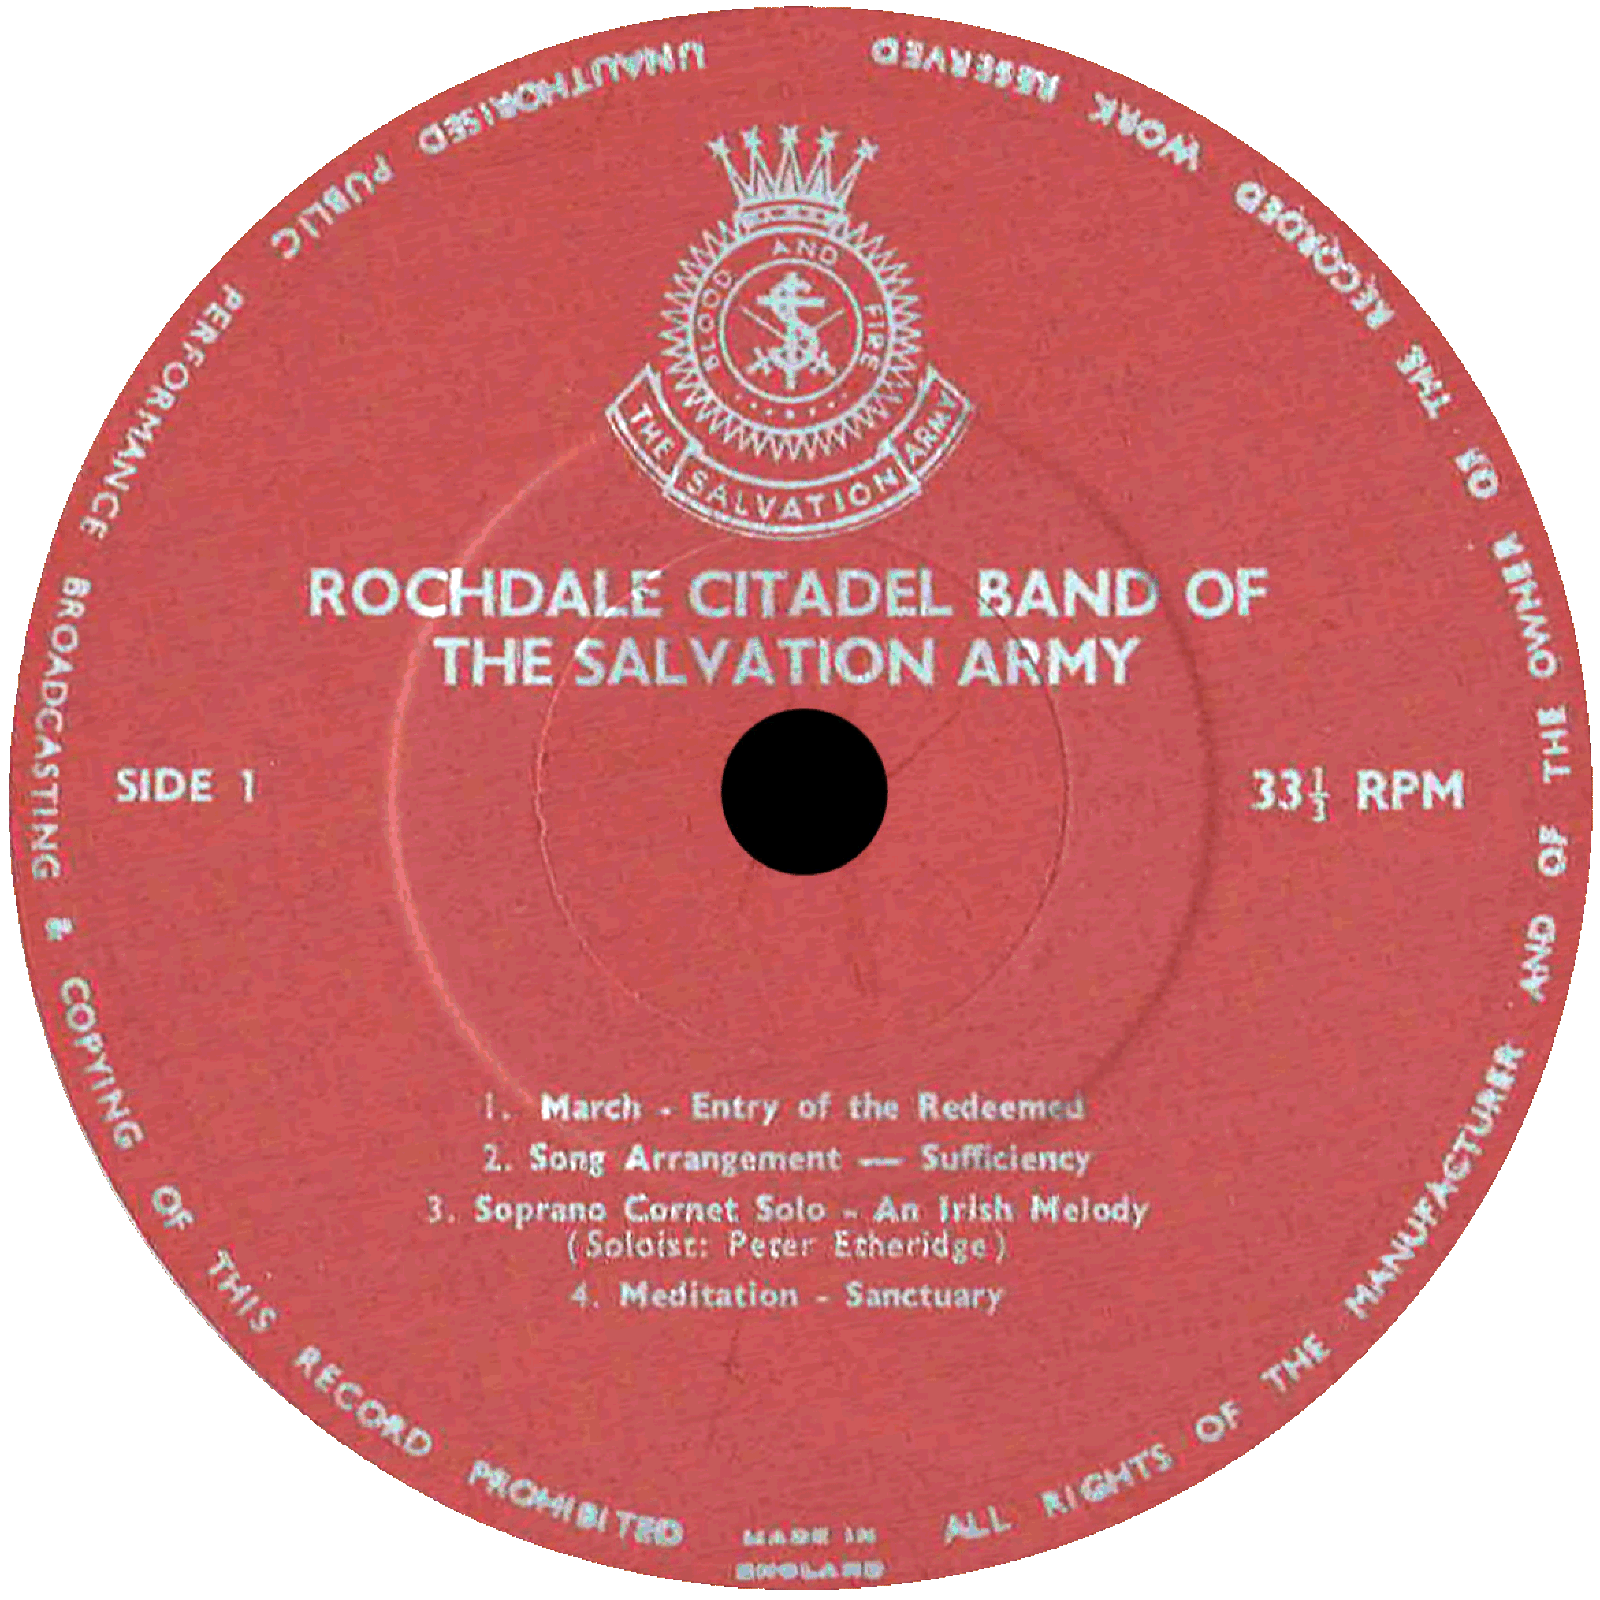 BLOOD AND FIRE
THE SALVATION ARMY
ROCHDALE CITADEL BAND OF
THE SALVATION ARMY
SIDE 1
33⅓ RPM
1. March - Entry of the Redeemed
2. Song Arrangement — Sufficiency
3. Soprano Cornet Solo - An Irish Melody
(Soloist: Peter Etheridge)
4. Meditation - Sanctuary
ALL RIGHTS OF THE MANUFACTURER AND OF THE OWNER OF THE RECORDED WORK RESERVED
UNAUTHORISED PUBLIC PERFORMANCE BROADCASTING & COPYING OF THIS RECORD PROHIBITED
MADE IN
ENGLAND